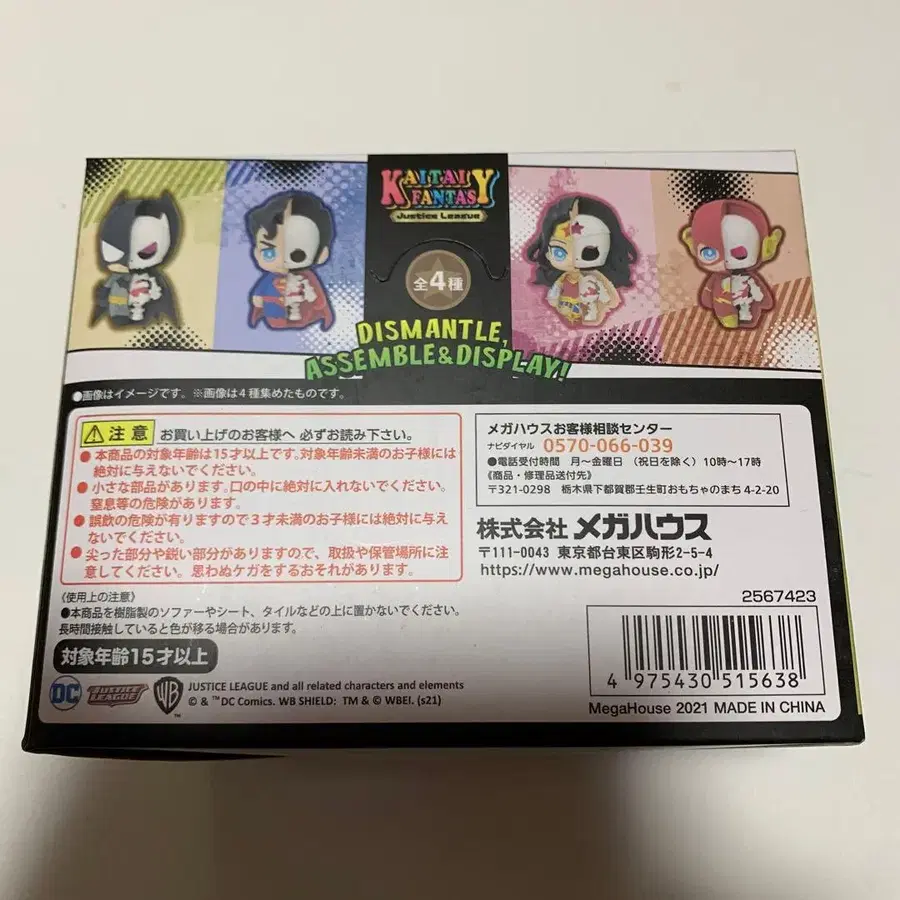 KAITAI
FANTASY
Justice League
全4種
DISMANTLE,
ASSEMBLE&DISPLAY!
●画像はイメージです。※画像は4種集めたものです。
⚠注意 お買い上げのお客様へ 必ずお読み下さい。
● 本商品の対象年齢は15才以上です。対象年齢未満のお子様には
絶対に与えないでください。
● 小さな部品があります。口の中に絶対に入れないでください。
窒息等の危険があります。
● 誤飲の危険が有りますので3才未満のお子様には絶対に与え
ないでください。
● 尖った部分や鋭い部分がありますので、取扱や保管場所に注
意してください。思わぬケガをするおそれがあります。
《使用上の注意》
●本商品を樹脂製のソファーやシート、タイルなどの上に置かないでください。
長時間接触していると色が移る場合があります。
対象年齢15才以上
DC JUSTICE LEAGUE WB TM
JUSTICE LEAGUE and all related characters and elements
© & ™ DC Comics. WB SHIELD: TM & © WBEI. (s21)
メガハウスお客様相談センター
ナビダイヤル 0570-066-039
●電話受付時間 月〜金曜日 (祝日を除く) 10時〜17時
《商品・修理品送付先》
〒321-0298 栃木県下都賀郡壬生町おもちゃのまち4-2-20
株式会社 メガハウス
〒111-0043 東京都台東区駒形2-5-4
https://www.megahouse.co.jp/
2567423
4 975430 515638
MegaHouse 2021 MADE IN CHINA